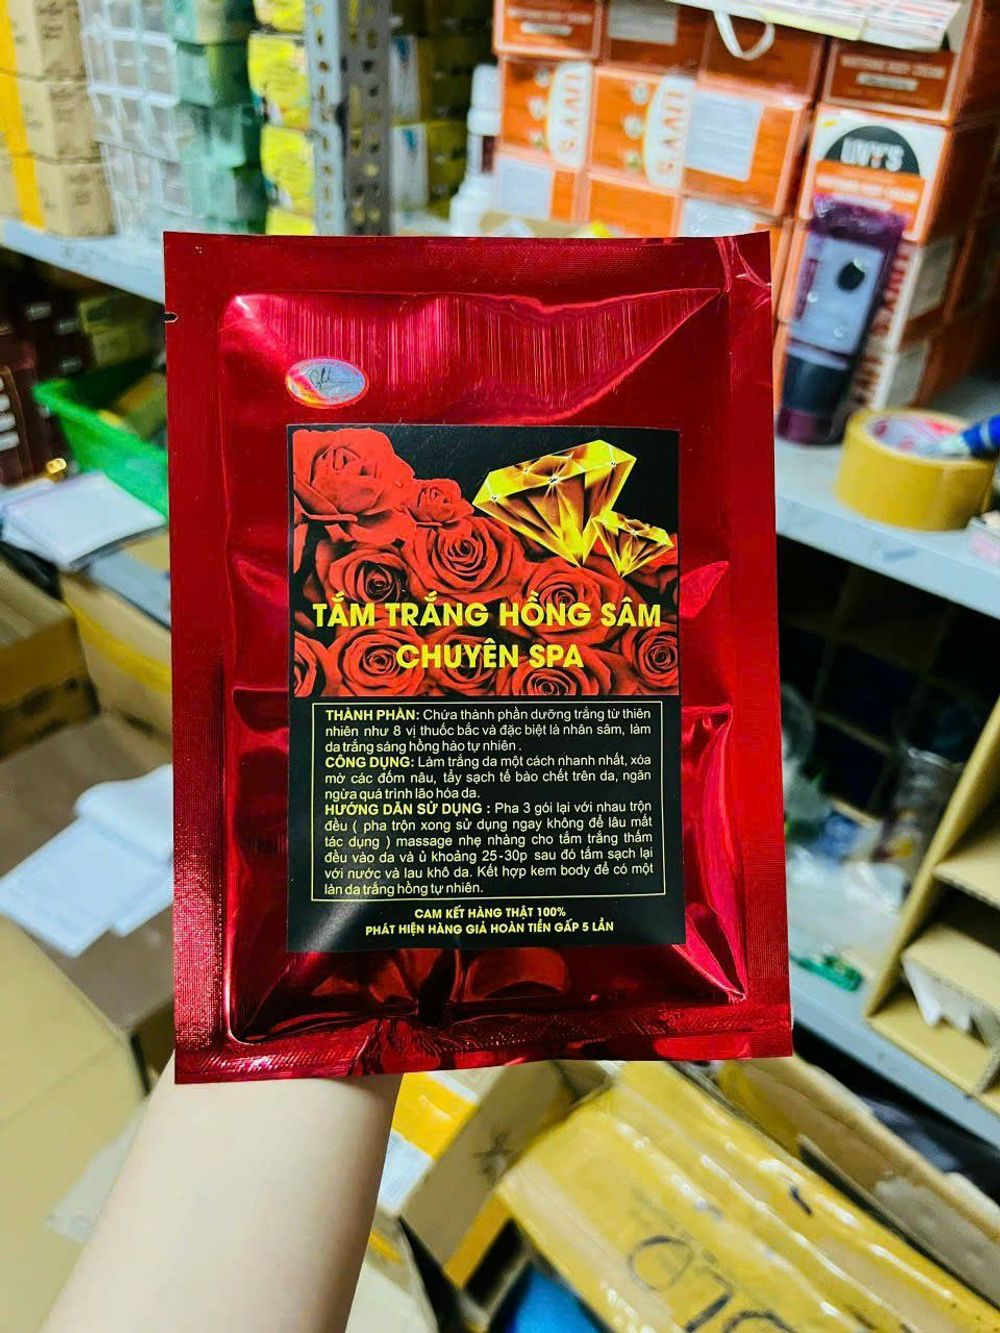 TẮM TRẮNG HỒNG SÂM
CHUYÊN SPA
THÀNH PHẦN: Chứa thành phần dưỡng trắng từ thiên
nhiên như 8 vị thuốc bắc và đặc biệt là nhân sâm, làm
da trắng sáng hồng hào tự nhiên .
CÔNG DỤNG: Làm trắng da một cách nhanh nhất, xóa
mờ các đốm nâu, tẩy sạch tế bào chết trên da, ngăn
ngừa quá trình lão hóa da.
HƯỚNG DẪN SỬ DỤNG : Pha 3 gói lại với nhau trộn
đều ( pha trộn xong sử dụng ngay không để lâu mất
tác dụng ) massage nhẹ nhàng cho tắm trắng thấm
đều vào da và ủ khoảng 25-30p sau đó tắm sạch lại
với nước và lau khô da. Kết hợp kem body để có một
làn da trắng hồng tự nhiên.
CAM KẾT HÀNG THẬT 100%
PHÁT HIỆN HÀNG GIẢ HOÀN TIỀN GẤP 5 LẦN
UVY'S